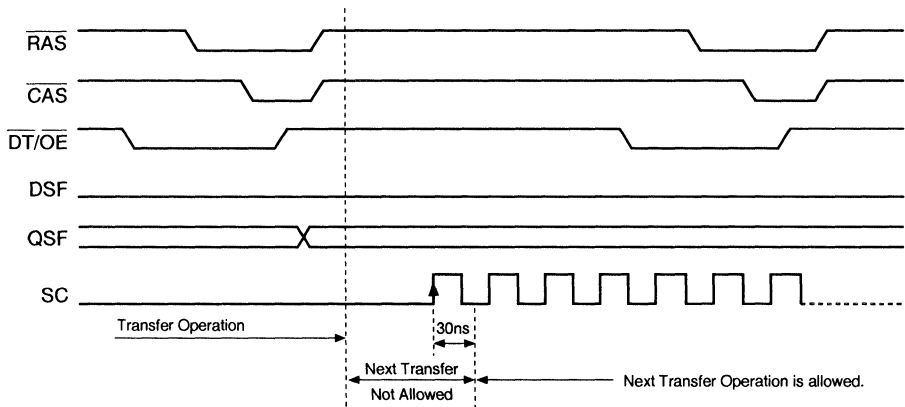 RAS
CAS
DT/OE
DSF
QSF
SC
Transfer Operation
30ns
Next Transfer
Not Allowed
Next Transfer Operation is allowed.